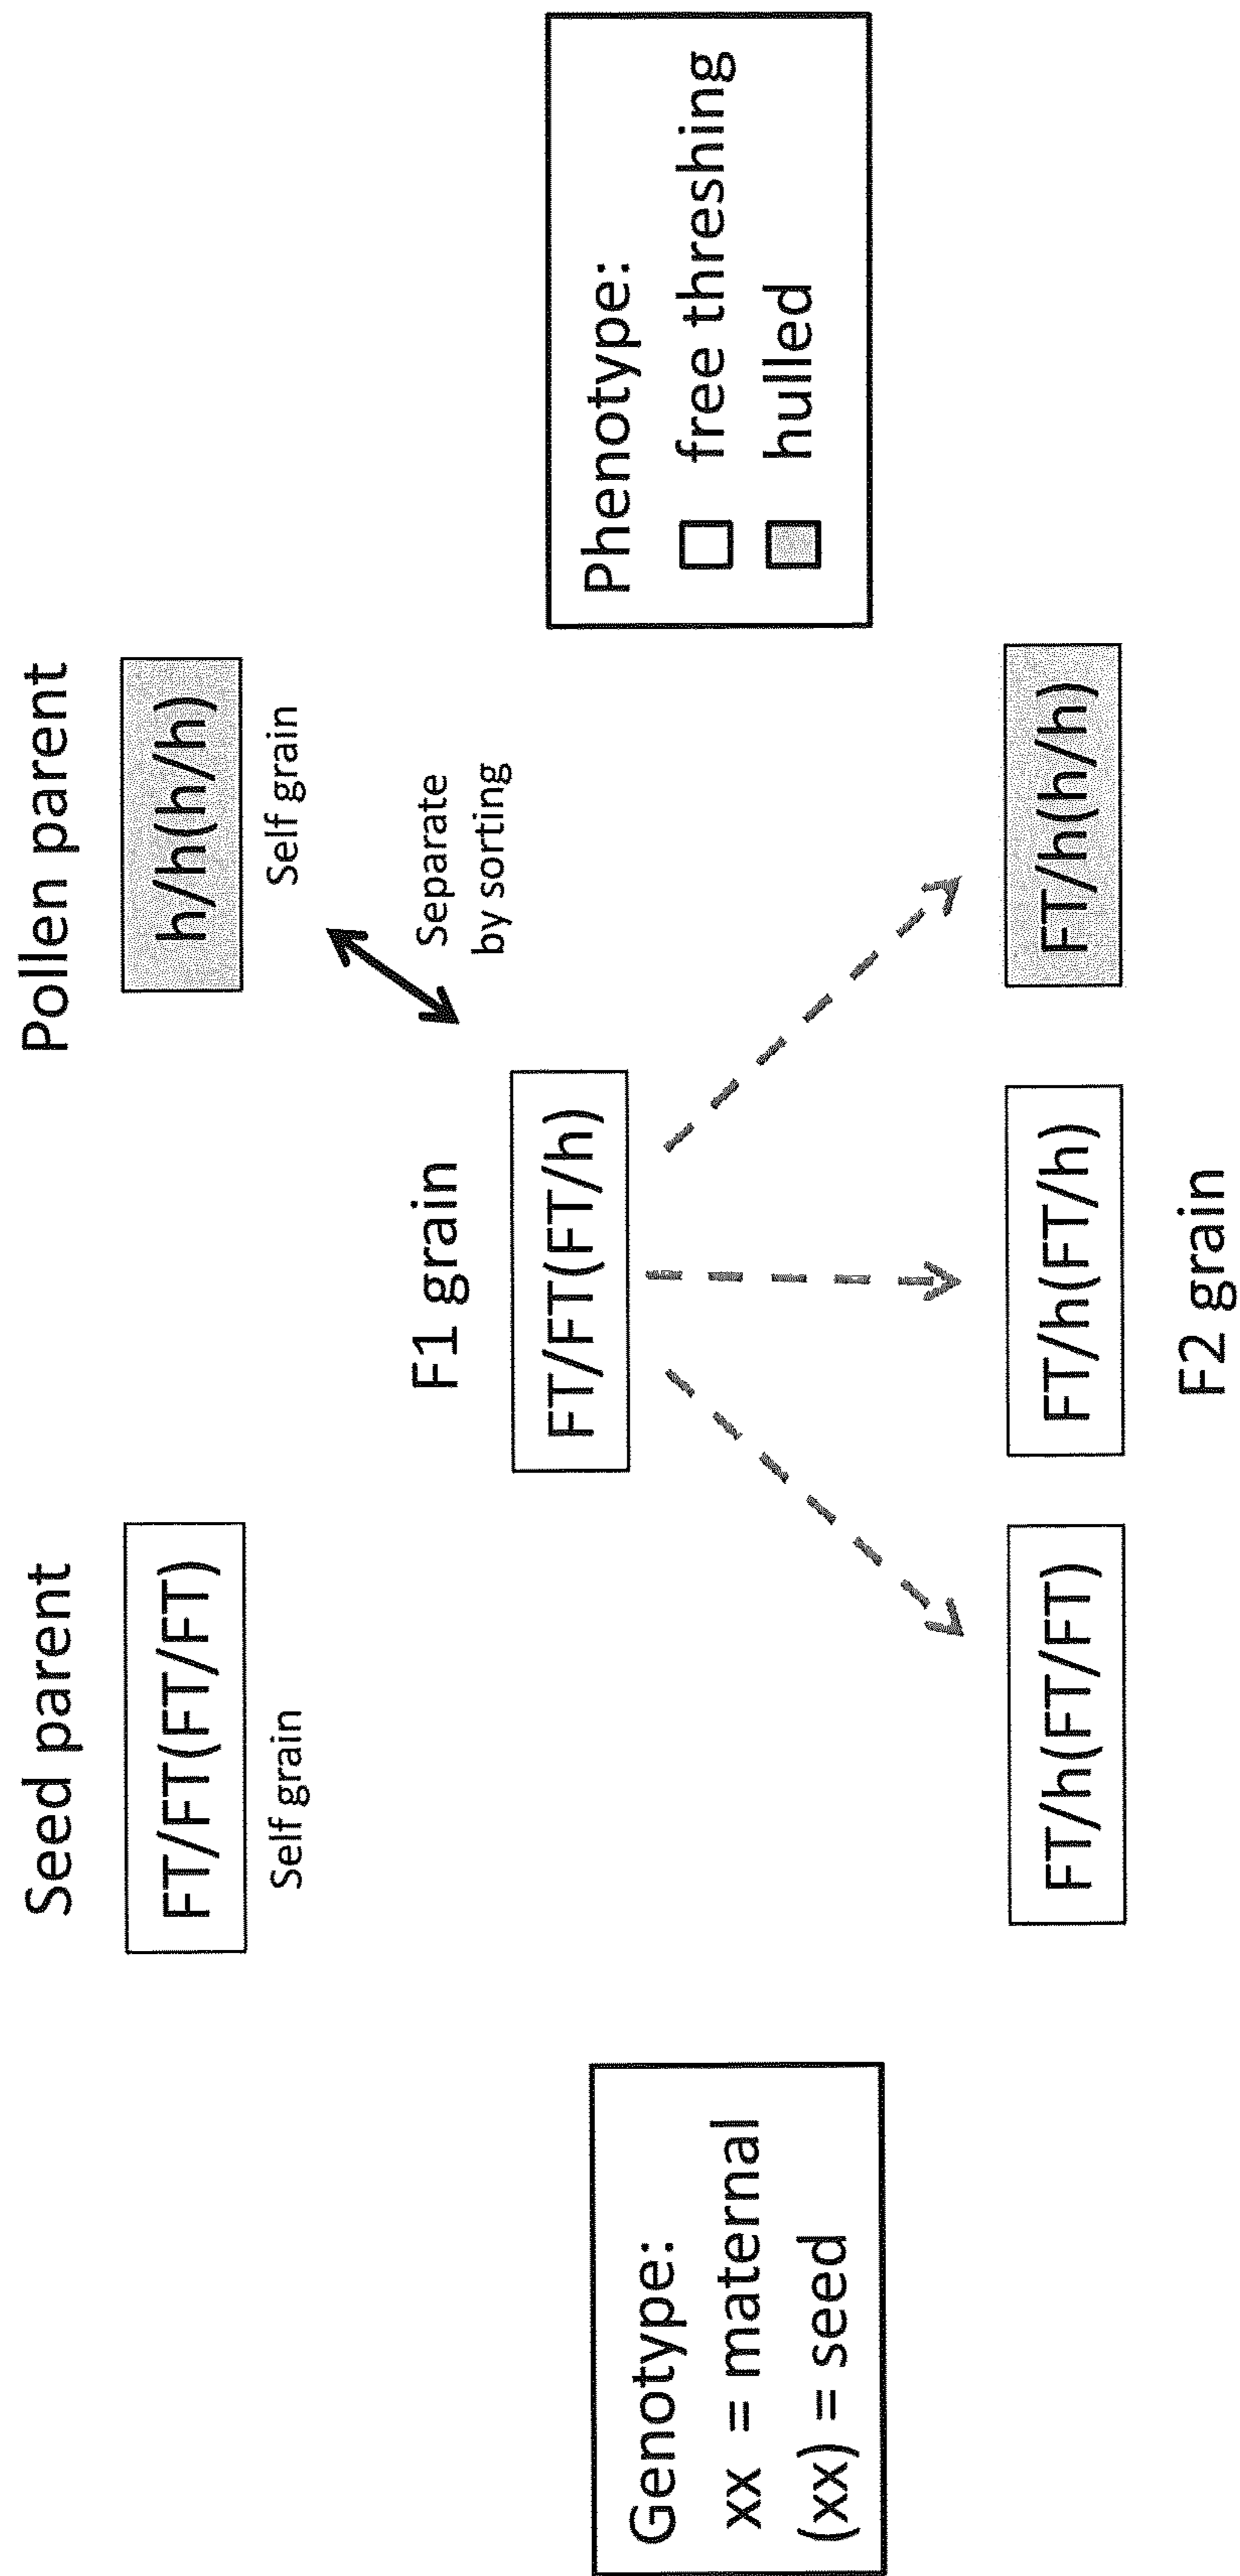 Seed parent
Pollen parent
FT/FT(FT/FT)
h/h(h/h)
Self grain
Self grain
Separate
by sorting
F1 grain
FT/FT(FT/h)
Genotype:
xx = maternal
(xx) = seed
Phenotype:
free threshing
hulled
FT/h(FT/FT)
FT/h(FT/h)
FT/h(h/h)
F2 grain